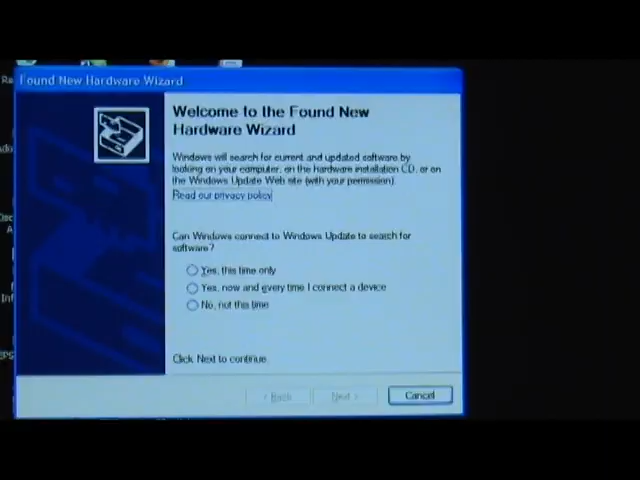 Found New Hardware Wizard
Welcome to the Found New
Hardware Wizard
Windows will search for current and updated software by
looking on your computer, on the hardware installation CD, or on
the Windows Update Web site (with your permission).
Read our privacy policy
Can Windows connect to Windows Update to search for
software?
Yes, this time only
Yes, now and every time I connect a device
No, not this time
Click Next to continue.
< Back
Next >
Cancel